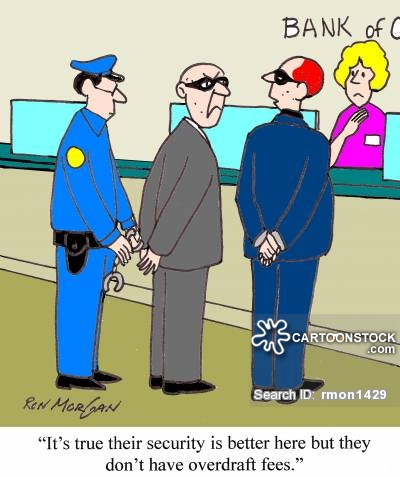 BANK of C
CARTOONSTOCK
.com
Search ID: rmon1429
RON MORGAN
“It’s true their security is better here but they
don’t have overdraft fees.”